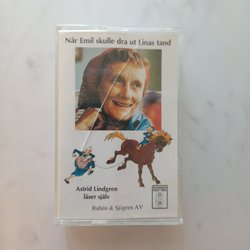 När Emil skulle dra ut Linas tand
Astrid Lindgren
läser själv
Rabén & Sjögren AV